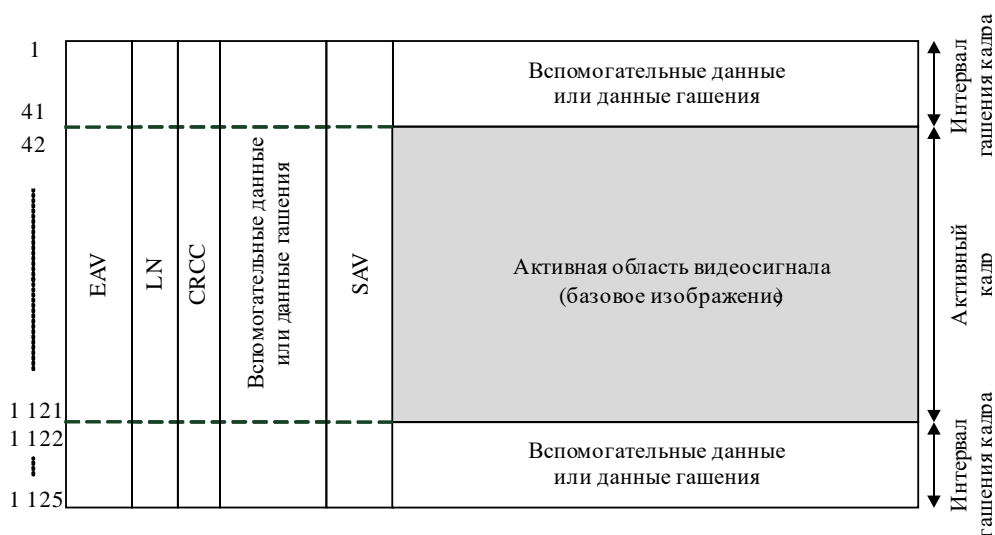 1
41
42
1 121
1 122
1 125
EAV
LN
CRCC
Вспомогательные данные
или данные гашения
SAV
Вспомогательные данные
или данные гашения
Активная область видеосигнала
(базовое изображение)
Вспомогательные данные
или данные гашения
Интервал
гашения кадра
Активный
кадр
Интервал
гашения кадра